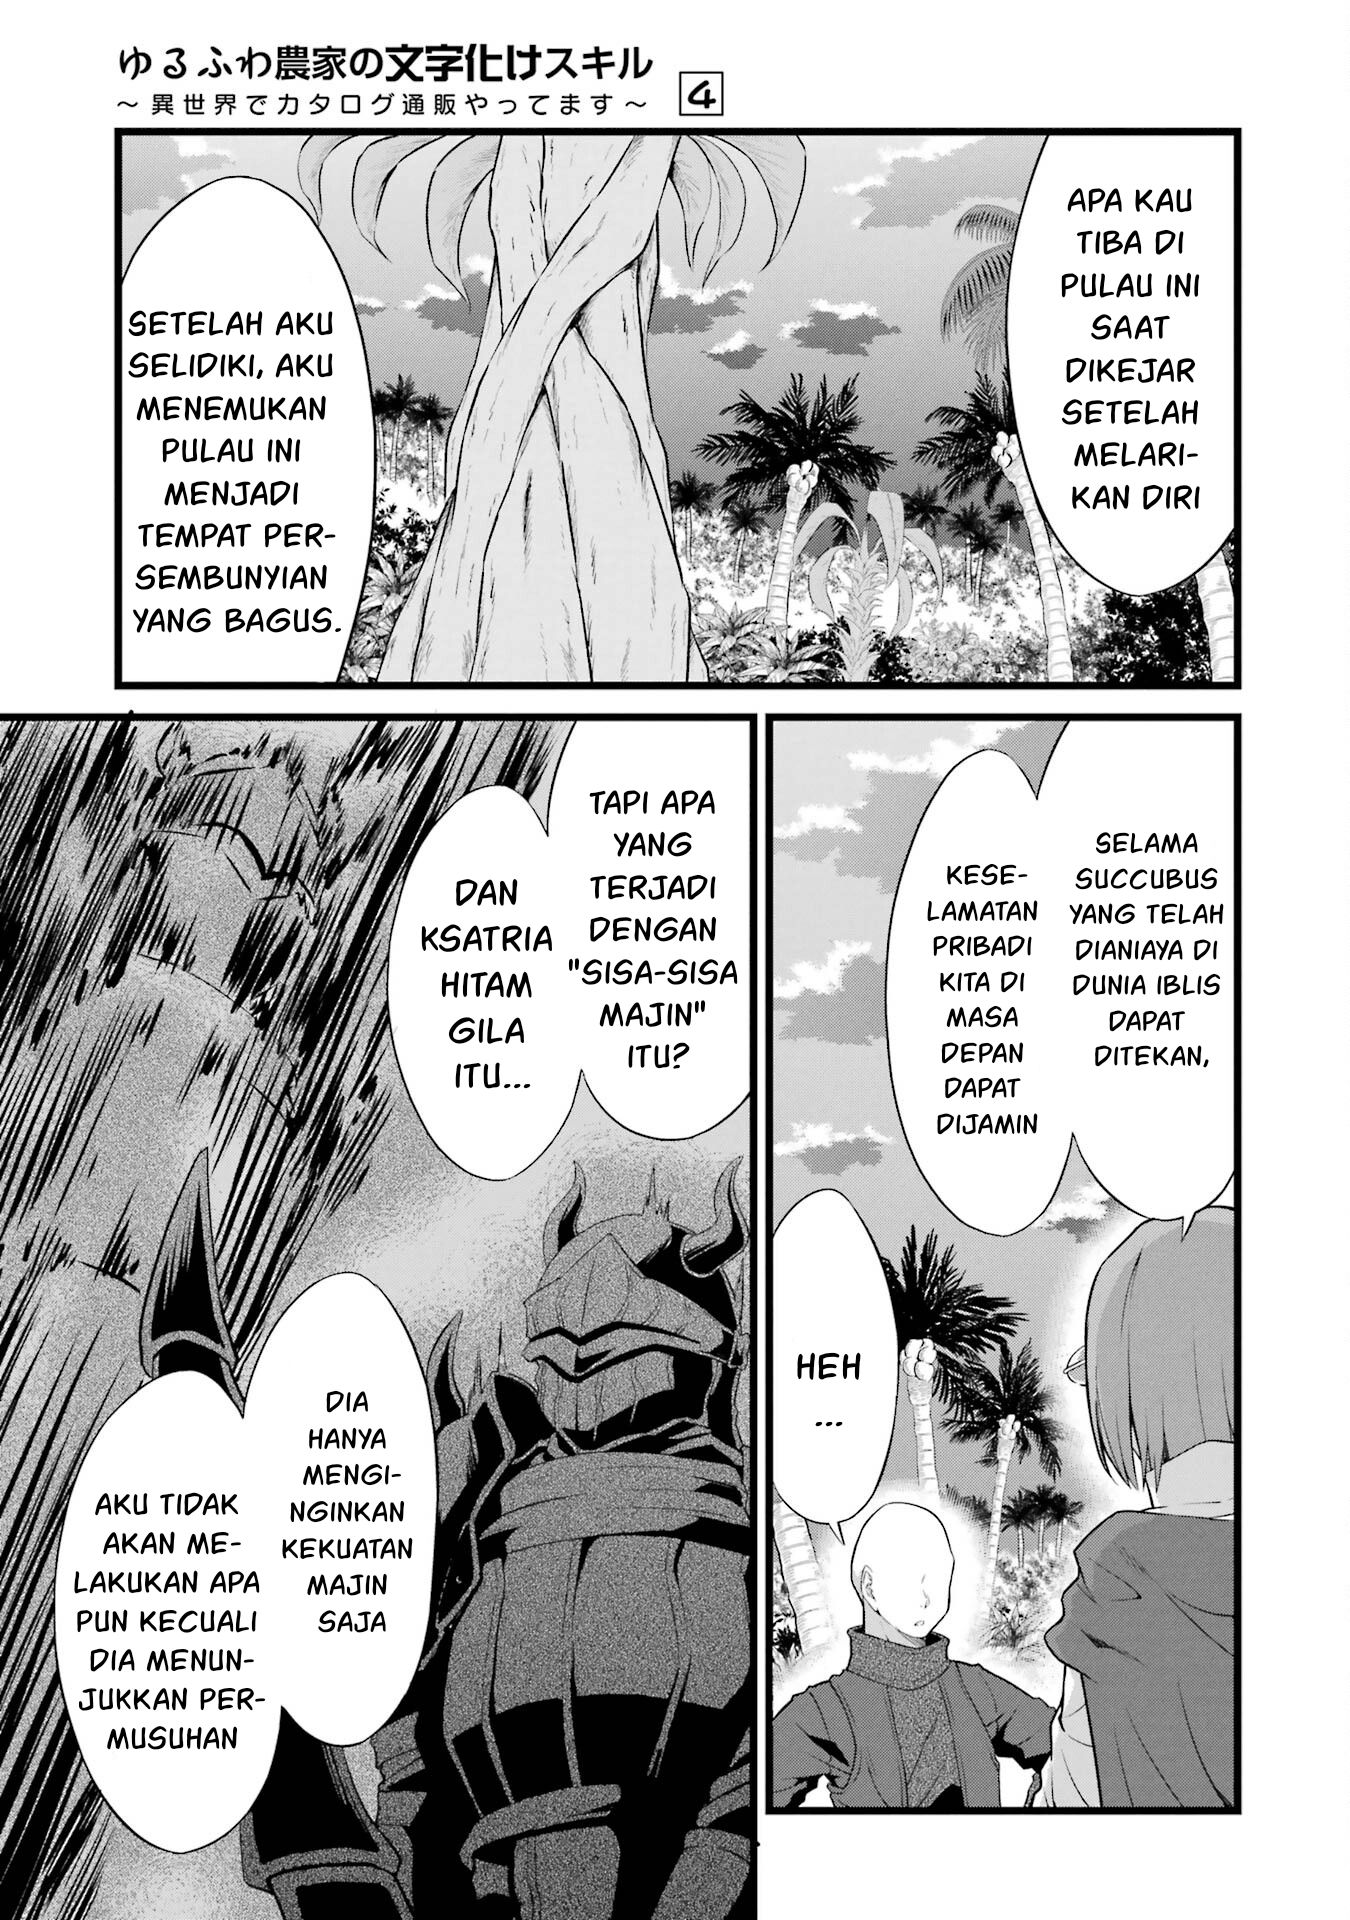 ゆるふわ農家の文字化けスキル
～異世界でカタログ通販やってます～ 4
APA KAU
TIBA DI
PULAU INI
SAAT
DIKEJAR
SETELAH
MELARI-
KAN DIRI
SETELAH AKU
SELIDIKI, AKU
MENEMUKAN
PULAU INI
MENJADI
TEMPAT PER-
SEMBUNYIAN
YANG BAGUS.
SELAMA
SUCCUBUS
YANG TELAH
DIANIAYA DI
DUNIA IBLIS
DAPAT
DITEKAN,
KESE-
LAMATAN
PRIBADI
KITA DI
MASA
DEPAN
DAPAT
DIJAMIN
HEH
...
TAPI APA
YANG
TERJADI
DENGAN
"SISA-SISA
MAJIN"
ITU?
DAN
KSATRIA
HITAM
GILA
ITU...
DIA
HANYA
MENGI-
NGINKAN
KEKUATAN
MAJIN
SAJA
AKU TIDAK
AKAN ME-
LAKUKAN APA
PUN KECUALI
DIA MENUN-
JUKKAN PER-
MUSUHAN